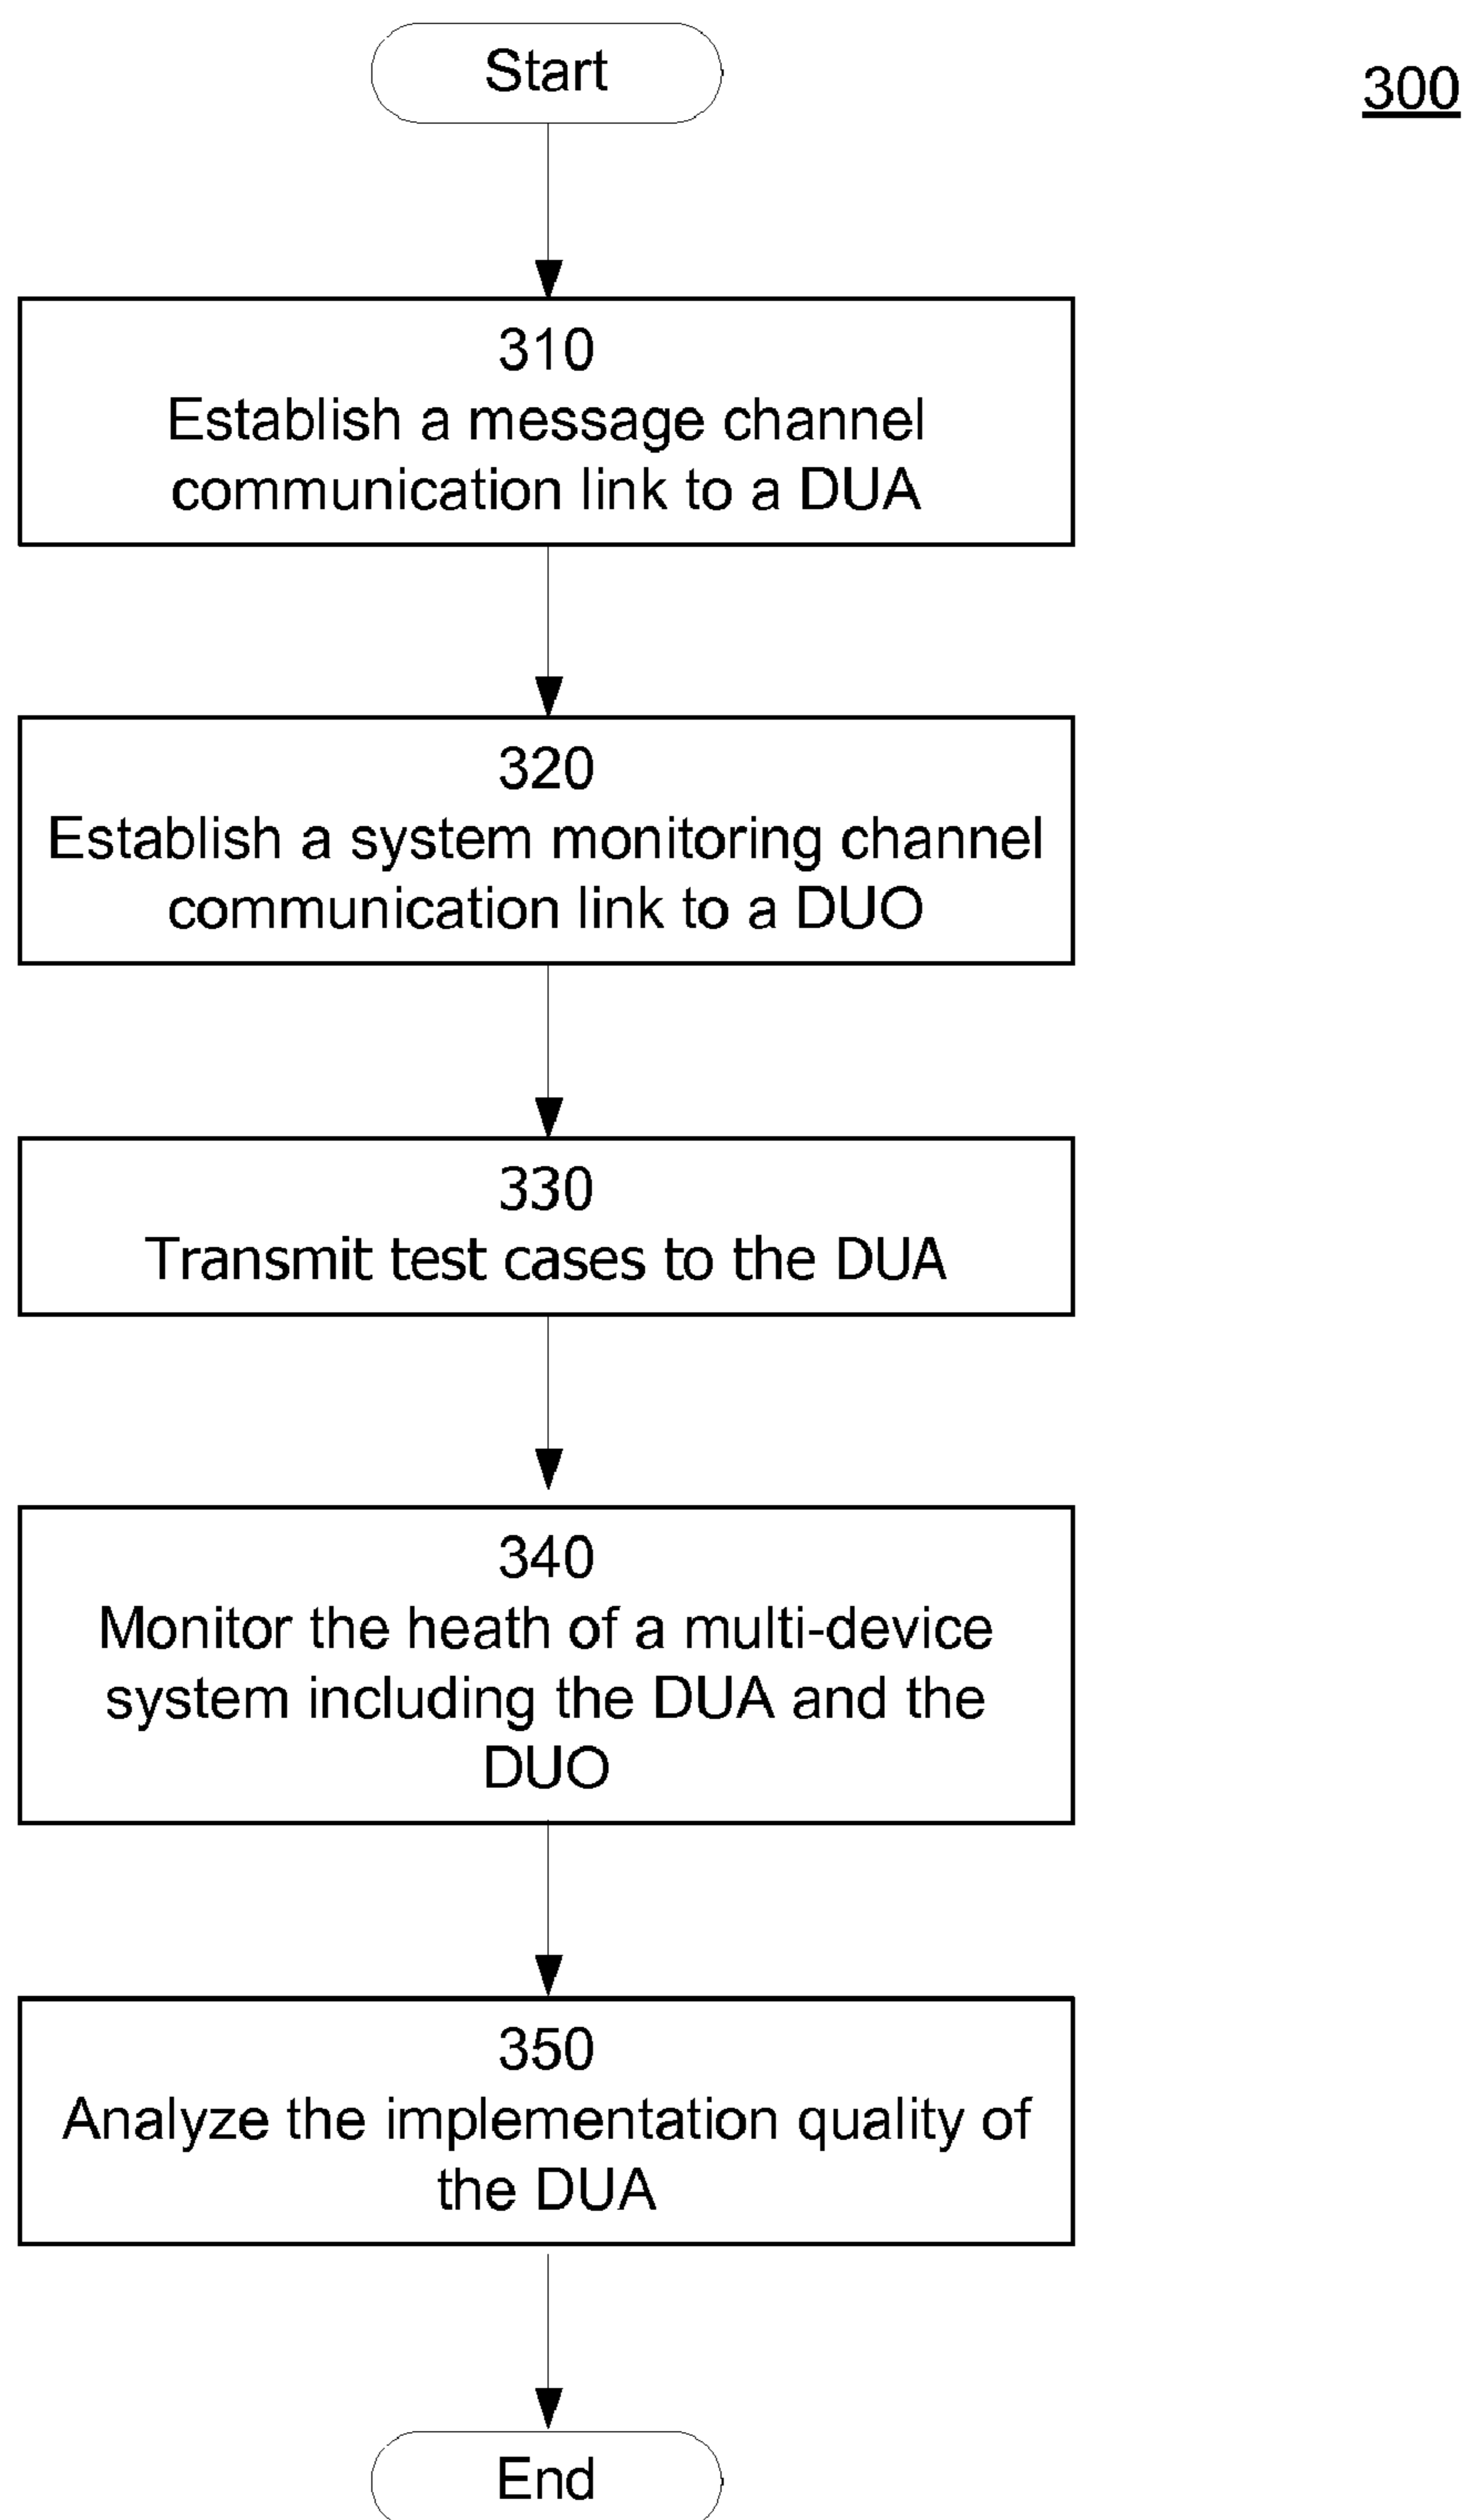 Start
300
310
Establish a message channel
communication link to a DUA
320
Establish a system monitoring channel
communication link to a DUO
330
Transmit test cases to the DUA
340
Monitor the heath of a multi-device
system including the DUA and the
DUO
350
Analyze the implementation quality of
the DUA
End